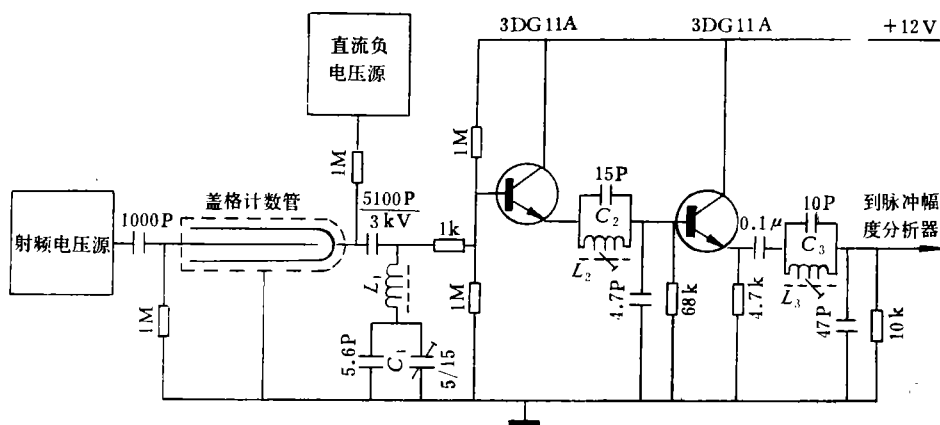 3DG11A
3DG11A
+12V
直流负
电压源
1M
1M
15P
盖格计数管
5100P
3kV
1000P
射频电压源
1k
C2
0.1μ
10P
到脉冲幅
度分析器
C3
L1
L2
L3
1M
1M
4.7P
68k
4.7k
47P
10k
5.6P
C1
5/15